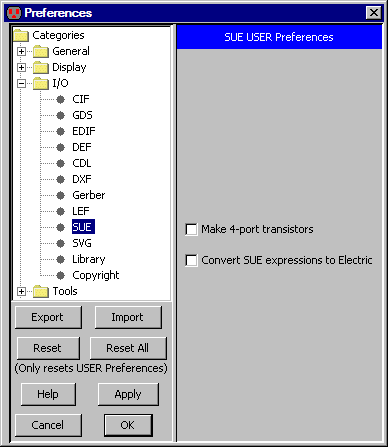 Preferences
Categories
General
Display
I/O
CIF
GDS
EDIF
DEF
CDL
DXF
Gerber
LEF
SUE
SVG
Library
Copyright
Tools
Export Import
Reset Reset All
(Only resets USER Preferences)
Help Apply
Cancel OK
SUE USER Preferences
Make 4-port transistors
Convert SUE expressions to Electric